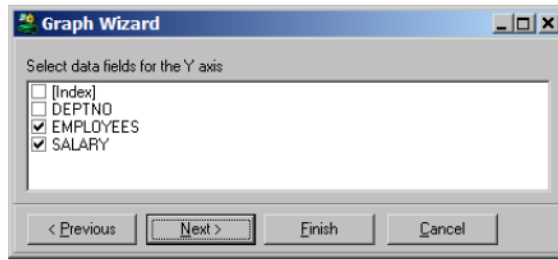 Graph Wizard
Select data fields for the Y axis
[Index]
DEPTNO
EMPLOYEES
SALARY
< Previous Next > Finish Cancel